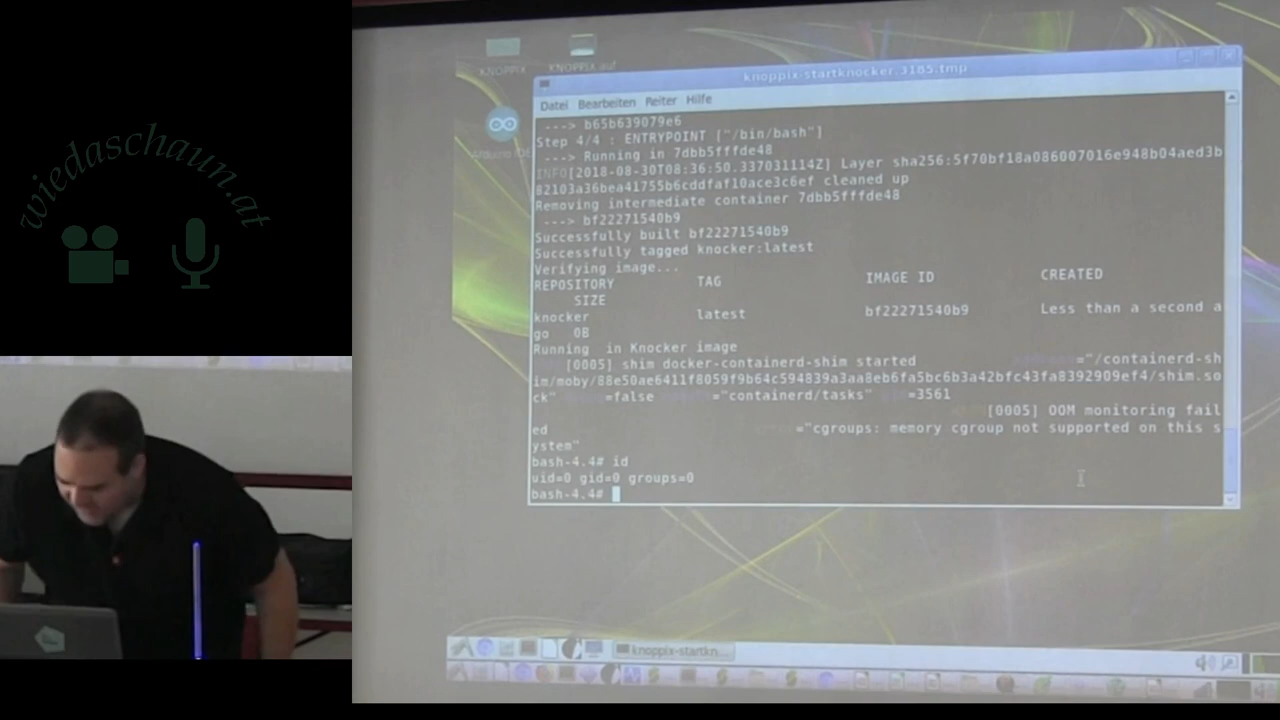 wiedaschaun.at
KNOPPIX
knoppix-startknocker.3185.tmp
Datei Bearbeiten Reiter Hilfe
---> b65b639079e6
Step 4/4 : ENTRYPOINT ["/bin/bash"]
---> Running in 7dbb5fffde48
INFO[2018-08-30T08:36:50.337031114Z] Layer sha256:5f70bf18a086007016e948b04aed3b
82103a36bea41755b6cddfaf10ace3c6ef cleaned up
Removing intermediate container 7dbb5fffde48
---> bf22271540b9
Successfully built bf22271540b9
Successfully tagged knocker:latest
Verifying image...
REPOSITORY TAG IMAGE ID CREATED
SIZE
knocker latest bf22271540b9 Less than a second a
go 0B
Running in Knocker image
[0005] shim docker-containerd-shim started ="/containerd-sh
im/moby/88e50ae6411f8059f9b64c594839a3aa8eb6fa5bc6b3a42bfc43fa8392909ef4/shim.so
ck" =false ="containerd/tasks" =3561
[0005] OOM monitoring fail
ed ="cgroups: memory cgroup not supported on this s
ystem"
bash-4.4# id
uid=0 gid=0 groups=0
bash-4.4#
knoppix-startkn...